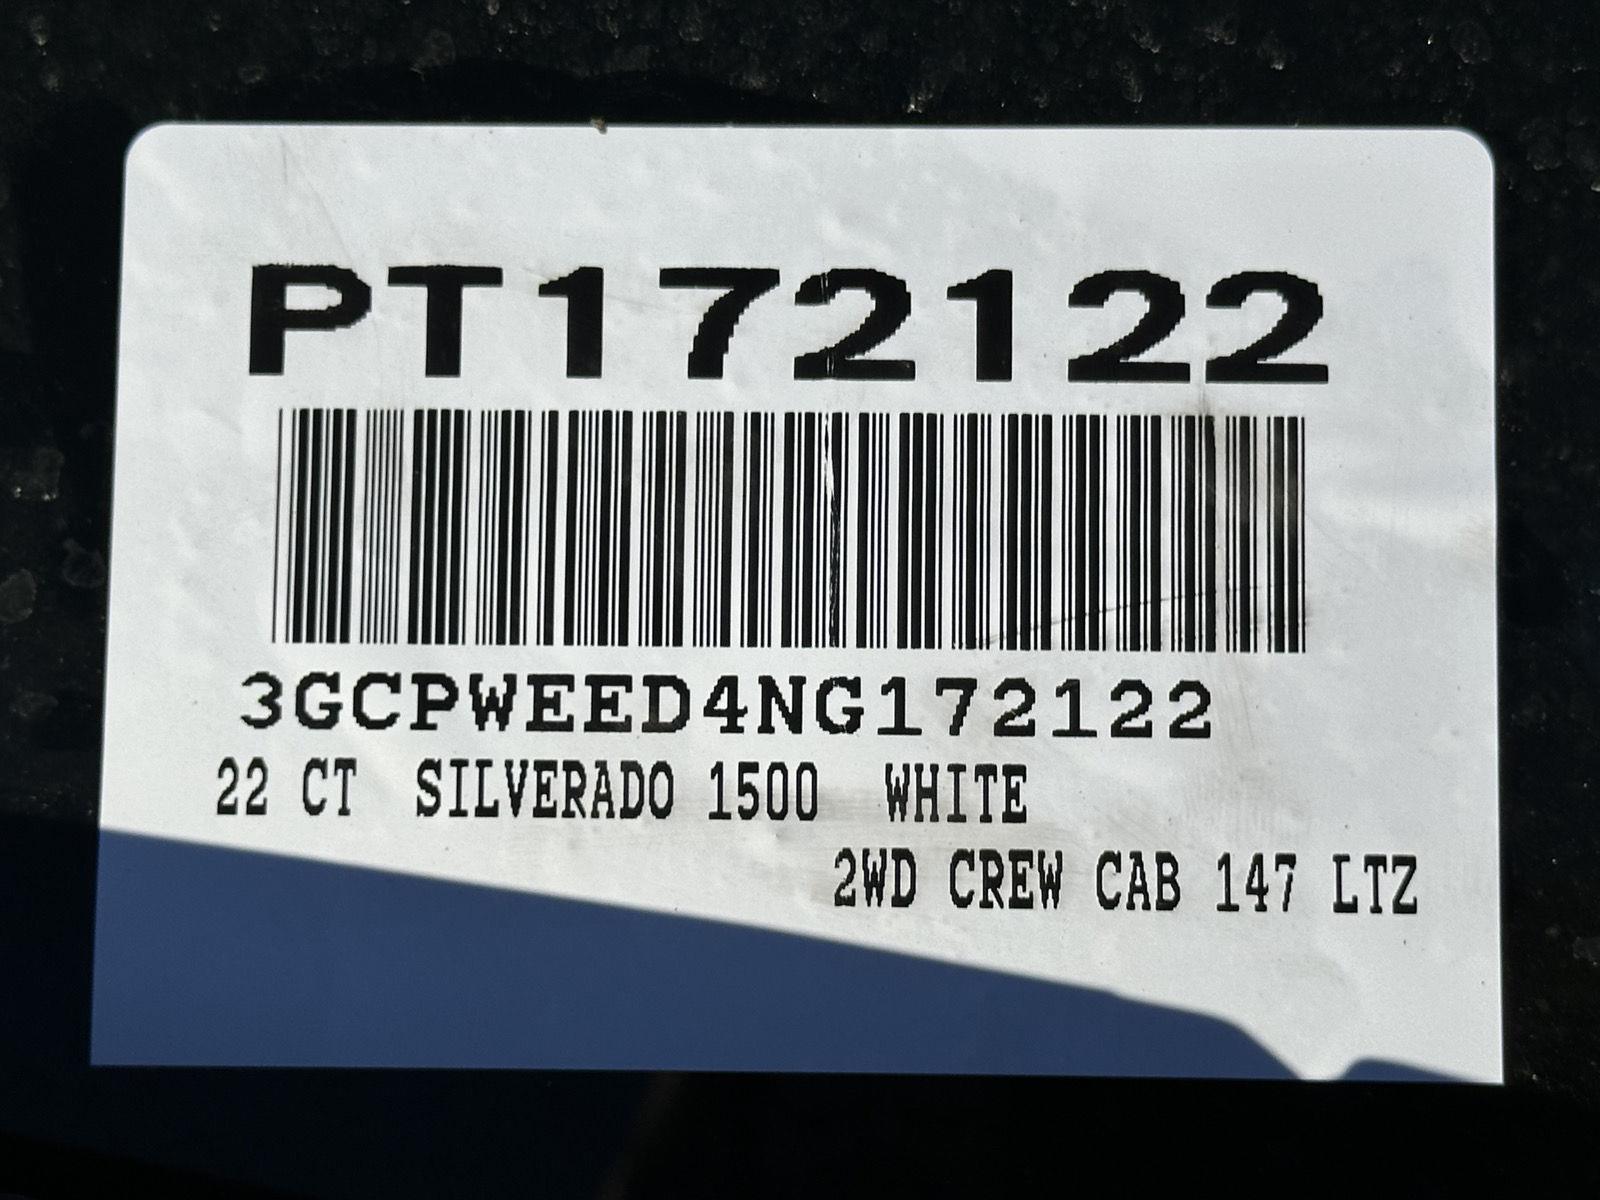 PT172122
3GCPWEED4NG172122
22 CT SILVERADO 1500 WHITE
2WD CREW CAB 147 LTZ